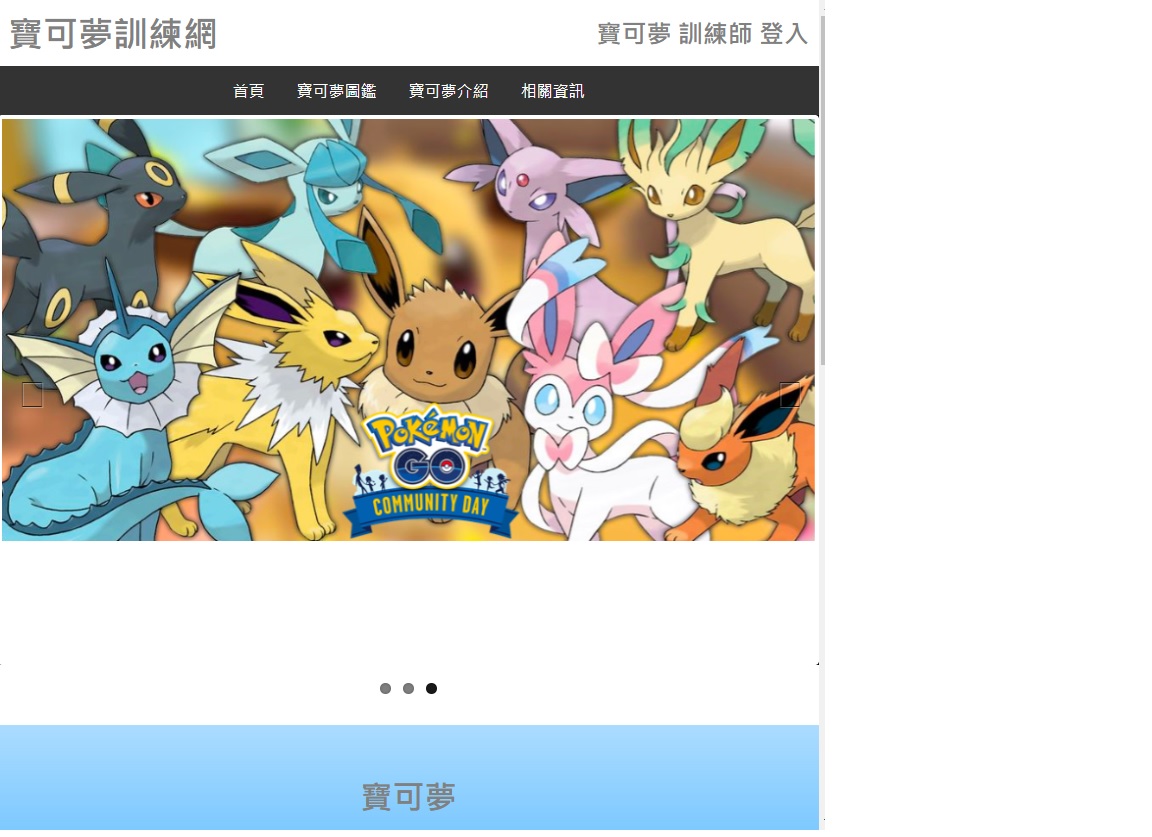 寶可夢訓練網
寶可夢 訓練師 登入
首頁 寶可夢圖鑑 寶可夢介紹 相關資訊
POKÉMON
GO
COMMUNITY DAY
寶可夢